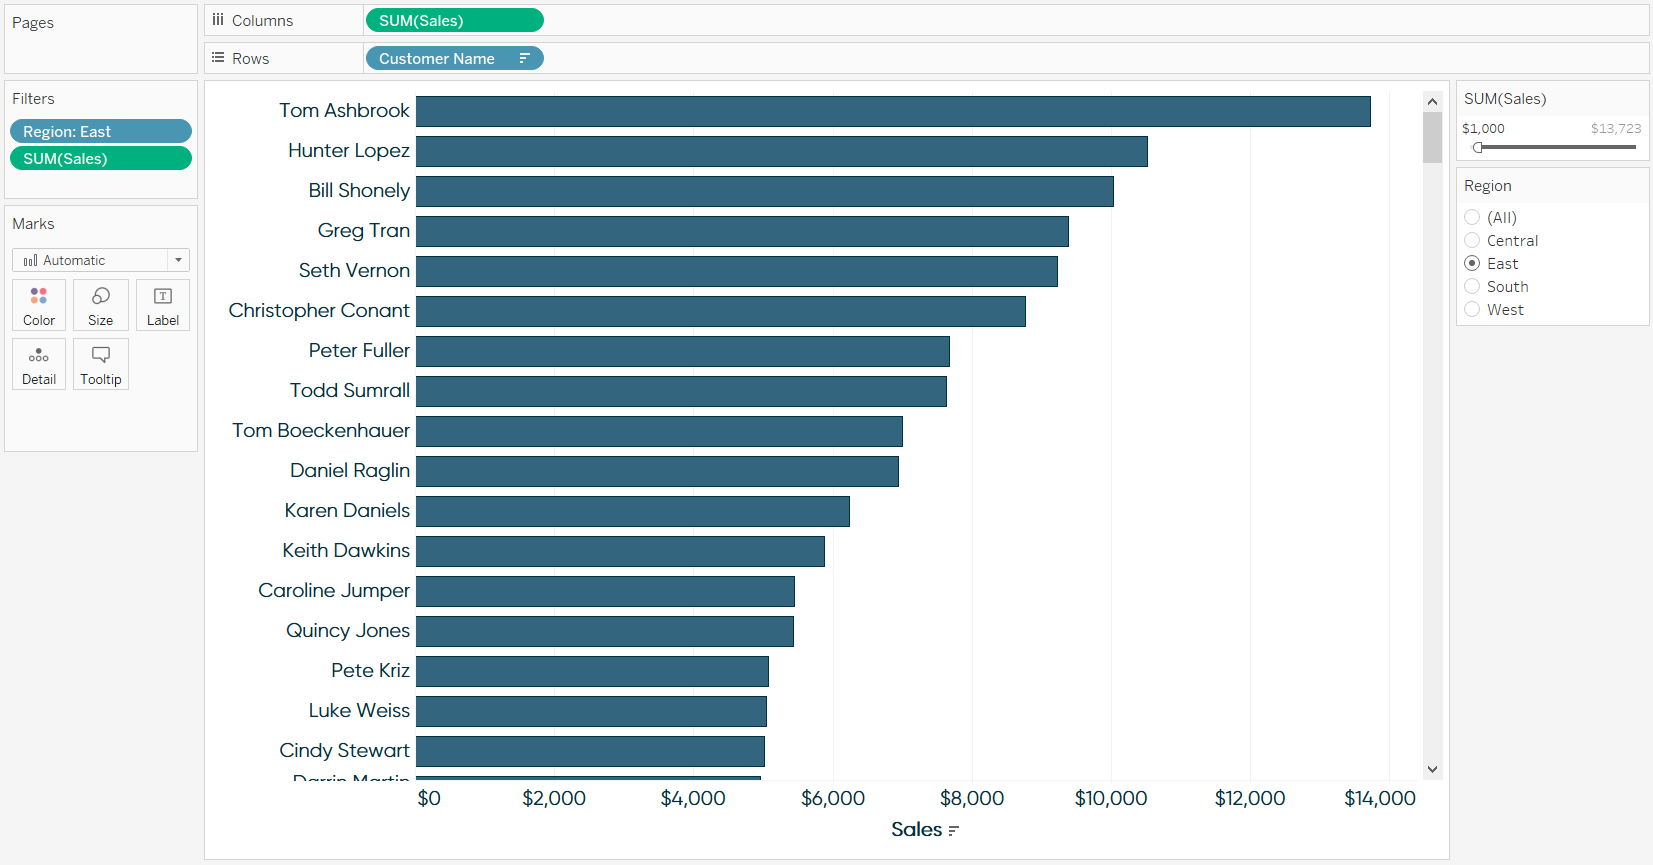 Pages
Columns
SUM(Sales)
Rows
Customer Name
Filters
Region: East
SUM(Sales)
Marks
Automatic
Color
Size
Label
Detail
Tooltip
Tom Ashbrook
Hunter Lopez
Bill Shonely
Greg Tran
Seth Vernon
Christopher Conant
Peter Fuller
Todd Sumrall
Tom Boeckenhauer
Daniel Raglin
Karen Daniels
Keith Dawkins
Caroline Jumper
Quincy Jones
Pete Kriz
Luke Weiss
Cindy Stewart
Darrin Martin
$0 $2,000 $4,000 $6,000 $8,000 $10,000 $12,000 $14,000
Sales
SUM(Sales)
$1,000 $13,723
Region
(All)
Central
East
South
West